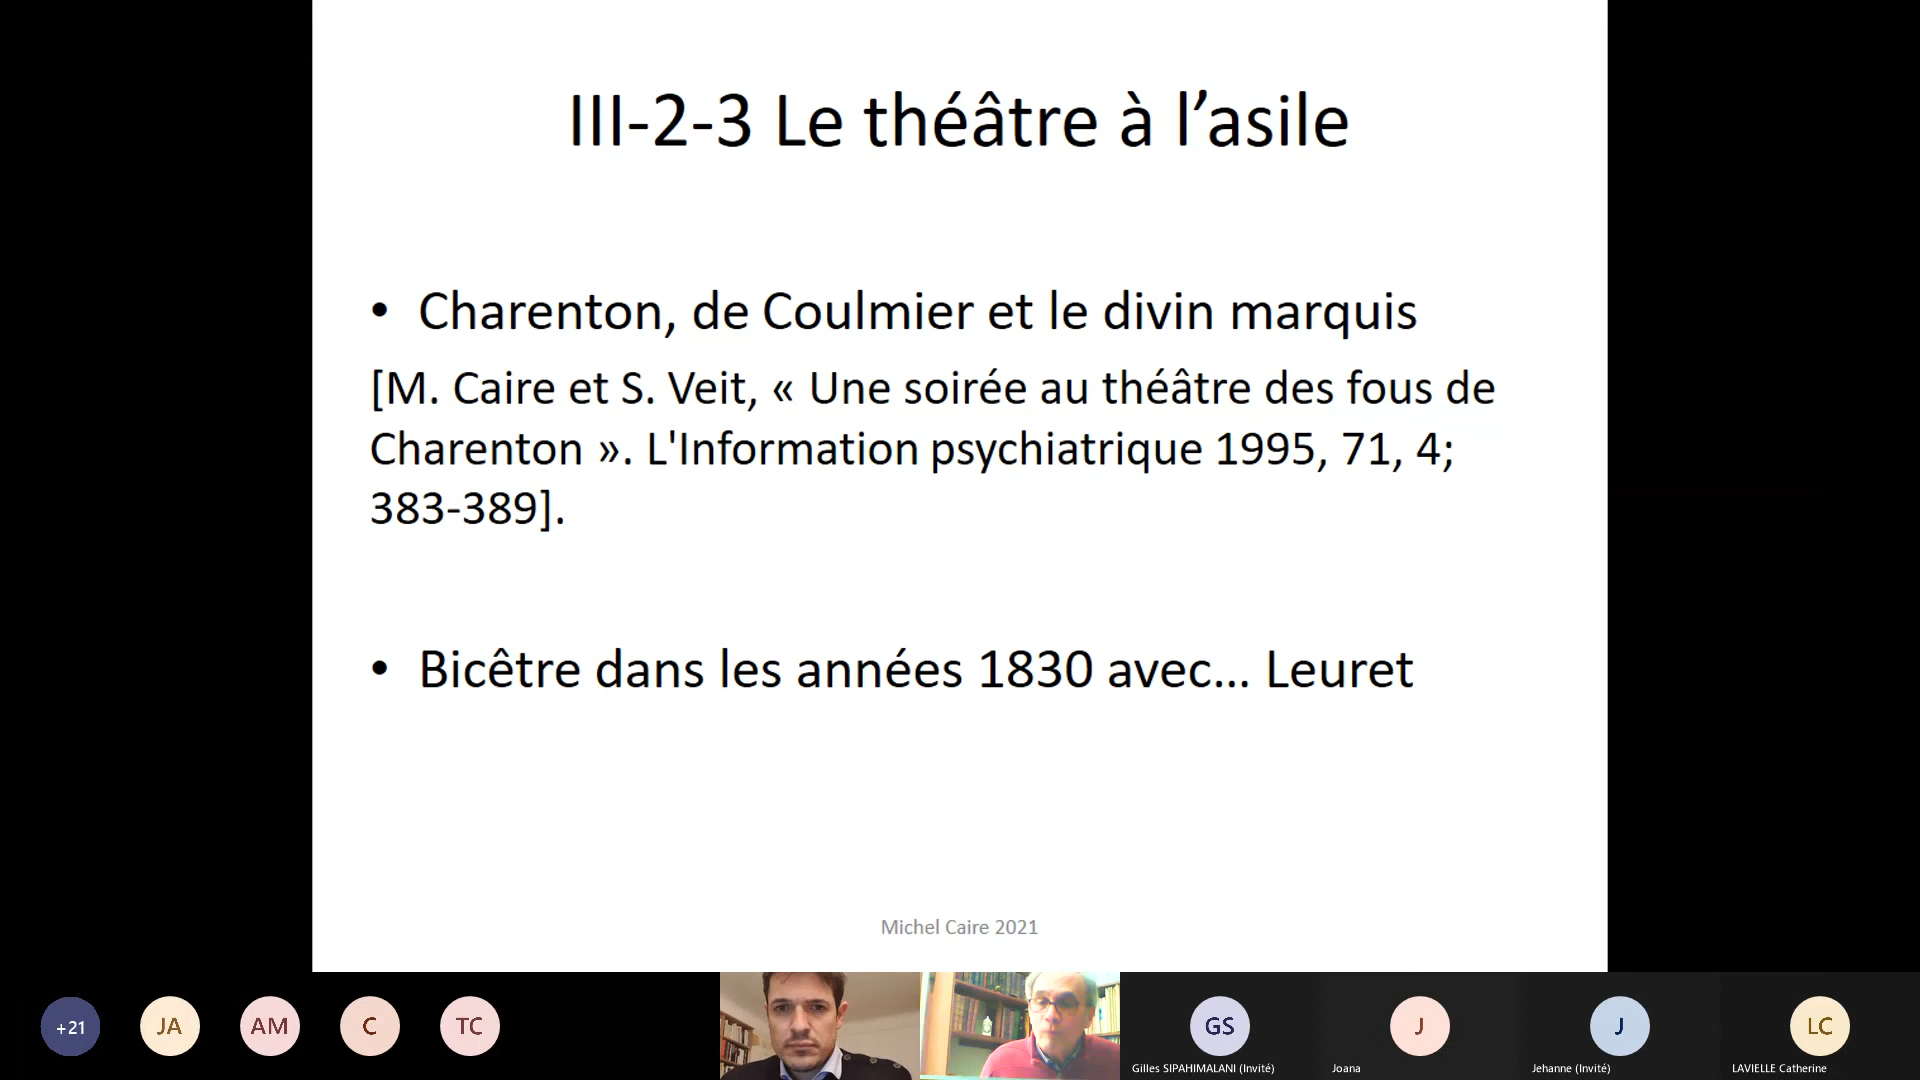 III-2-3 Le théâtre à l’asile
• Charenton, de Coulmier et le divin marquis
[M. Caire et S. Veit, « Une soirée au théâtre des fous de
Charenton ». L'Information psychiatrique 1995, 71, 4;
383-389].
• Bicêtre dans les années 1830 avec... Leuret
Michel Caire 2021
+21
JA
AM
C
TC
GS
J
J
LC
Gilles SIPAHIMALANI (Invité)
Joana
Jehanne (Invité)
LAVIELLE Catherine